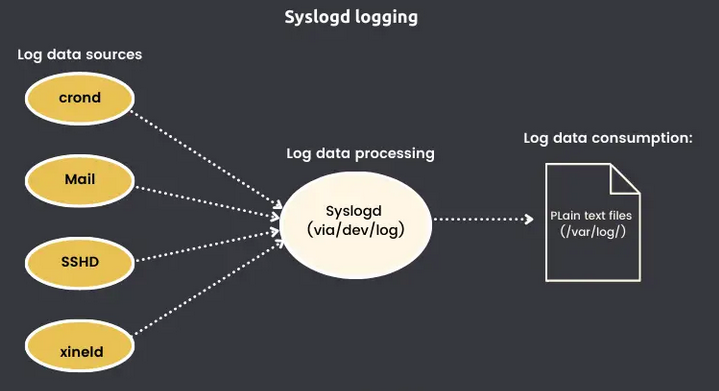 Syslogd logging
Log data sources
crond
Mail
SSHD
xineld
Log data processing
Syslogd
(via/dev/log)
Log data consumption:
PLain text files
(/var/log/)